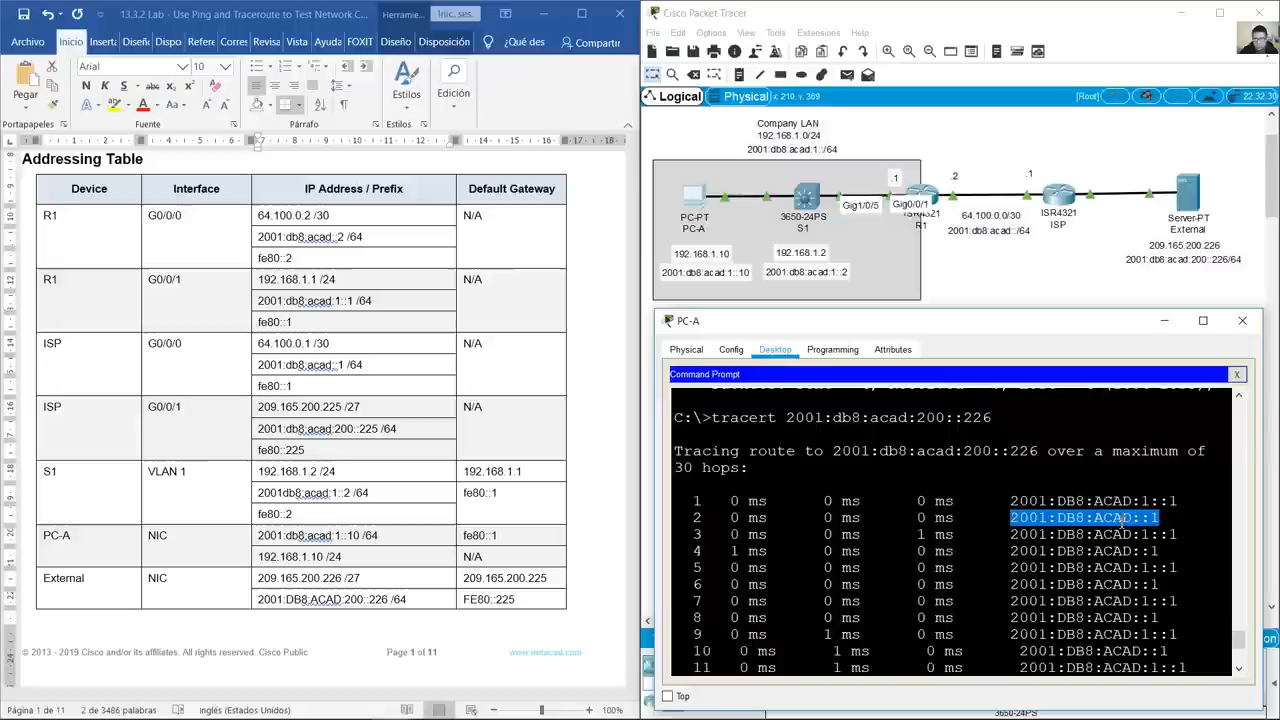 13.3.2 Lab - Use Ping and Traceroute to Test Network C...
Herramie...
Inic. ses.
Archivo Inicio Inserta Dibujo Diseñc Dispo Refer Corres Revisa Vista Ayuda FOXIT Diseño Disposición ¿Qué des Compartir
Pegar
Arial 10
N K S
Estilos
Edición
Portapapel... Fuente Párrafo Estilos
Addressing Table
Device Interface IP Address / Prefix Default Gateway
R1 G0/0/0 64.100.0.2 /30 N/A
2001:db8:acad::2 /64
fe80::2
R1 G0/0/1 192.168.1.1 /24 N/A
2001:db8:acad:1::1 /64
fe80::1
ISP G0/0/0 64.100.0.1 /30 N/A
2001:db8:acad::1 /64
fe80::1
ISP G0/0/1 209.165.200.225 /27 N/A
2001:db8:acad:200::225 /64
fe80::225
S1 VLAN 1 192.168.1.2 /24 192.168.1.1
2001db8:acad:1::2 /64 fe80::1
fe80::2
PC-A NIC 2001:db8:acad:1::10 /64 fe80::1
192.168.1.10 /24 N/A
External NIC 209.165.200.226 /27 209.165.200.225
2001:DB8:ACAD:200::226 /64 FE80::225
© 2013 - 2019 Cisco and/or its affiliates. All rights reserved. Cisco Public Page 1 of 11 www.netacad.com
Página 1 de 11 2 de 3486 palabras inglés (Estados Unidos) 100%
Cisco Packet Tracer
File Edit Options View Tools Extensions Help
Logical Physical x: 210, y: 369 [Root] 22:32:30
Company LAN
192.168.1.0/24
2001:db8:acad:1::/64
.1 .2 .1
Gig1/0/5 Gig0/0/1
PC-PT
PC-A
3650-24PS
S1
ISR4321
R1
64.100.0.0/30
2001:db8:acad::/64
ISR4321
ISP
Server-PT
External
209.165.200.226
2001:db8:acad:200::226/64
192.168.1.10 192.168.1.2
2001:db8:acad:1::10 2001:db8:acad:1::2
PC-A
Physical Config Desktop Programming Attributes
Command Prompt X
C:\>tracert 2001:db8:acad:200::226
Tracing route to 2001:db8:acad:200::226 over a maximum of
30 hops:
1 0 ms 0 ms 0 ms 2001:DB8:ACAD:1::1
2 0 ms 0 ms 0 ms 2001:DB8:ACAD::1
3 0 ms 0 ms 1 ms 2001:DB8:ACAD:1::1
4 1 ms 0 ms 0 ms 2001:DB8:ACAD::1
5 0 ms 0 ms 0 ms 2001:DB8:ACAD:1::1
6 0 ms 0 ms 0 ms 2001:DB8:ACAD::1
7 0 ms 0 ms 0 ms 2001:DB8:ACAD:1::1
8 0 ms 0 ms 0 ms 2001:DB8:ACAD::1
9 0 ms 1 ms 0 ms 2001:DB8:ACAD:1::1
10 0 ms 1 ms 0 ms 2001:DB8:ACAD::1
11 0 ms 1 ms 0 ms 2001:DB8:ACAD:1::1
Top
3650-24PS